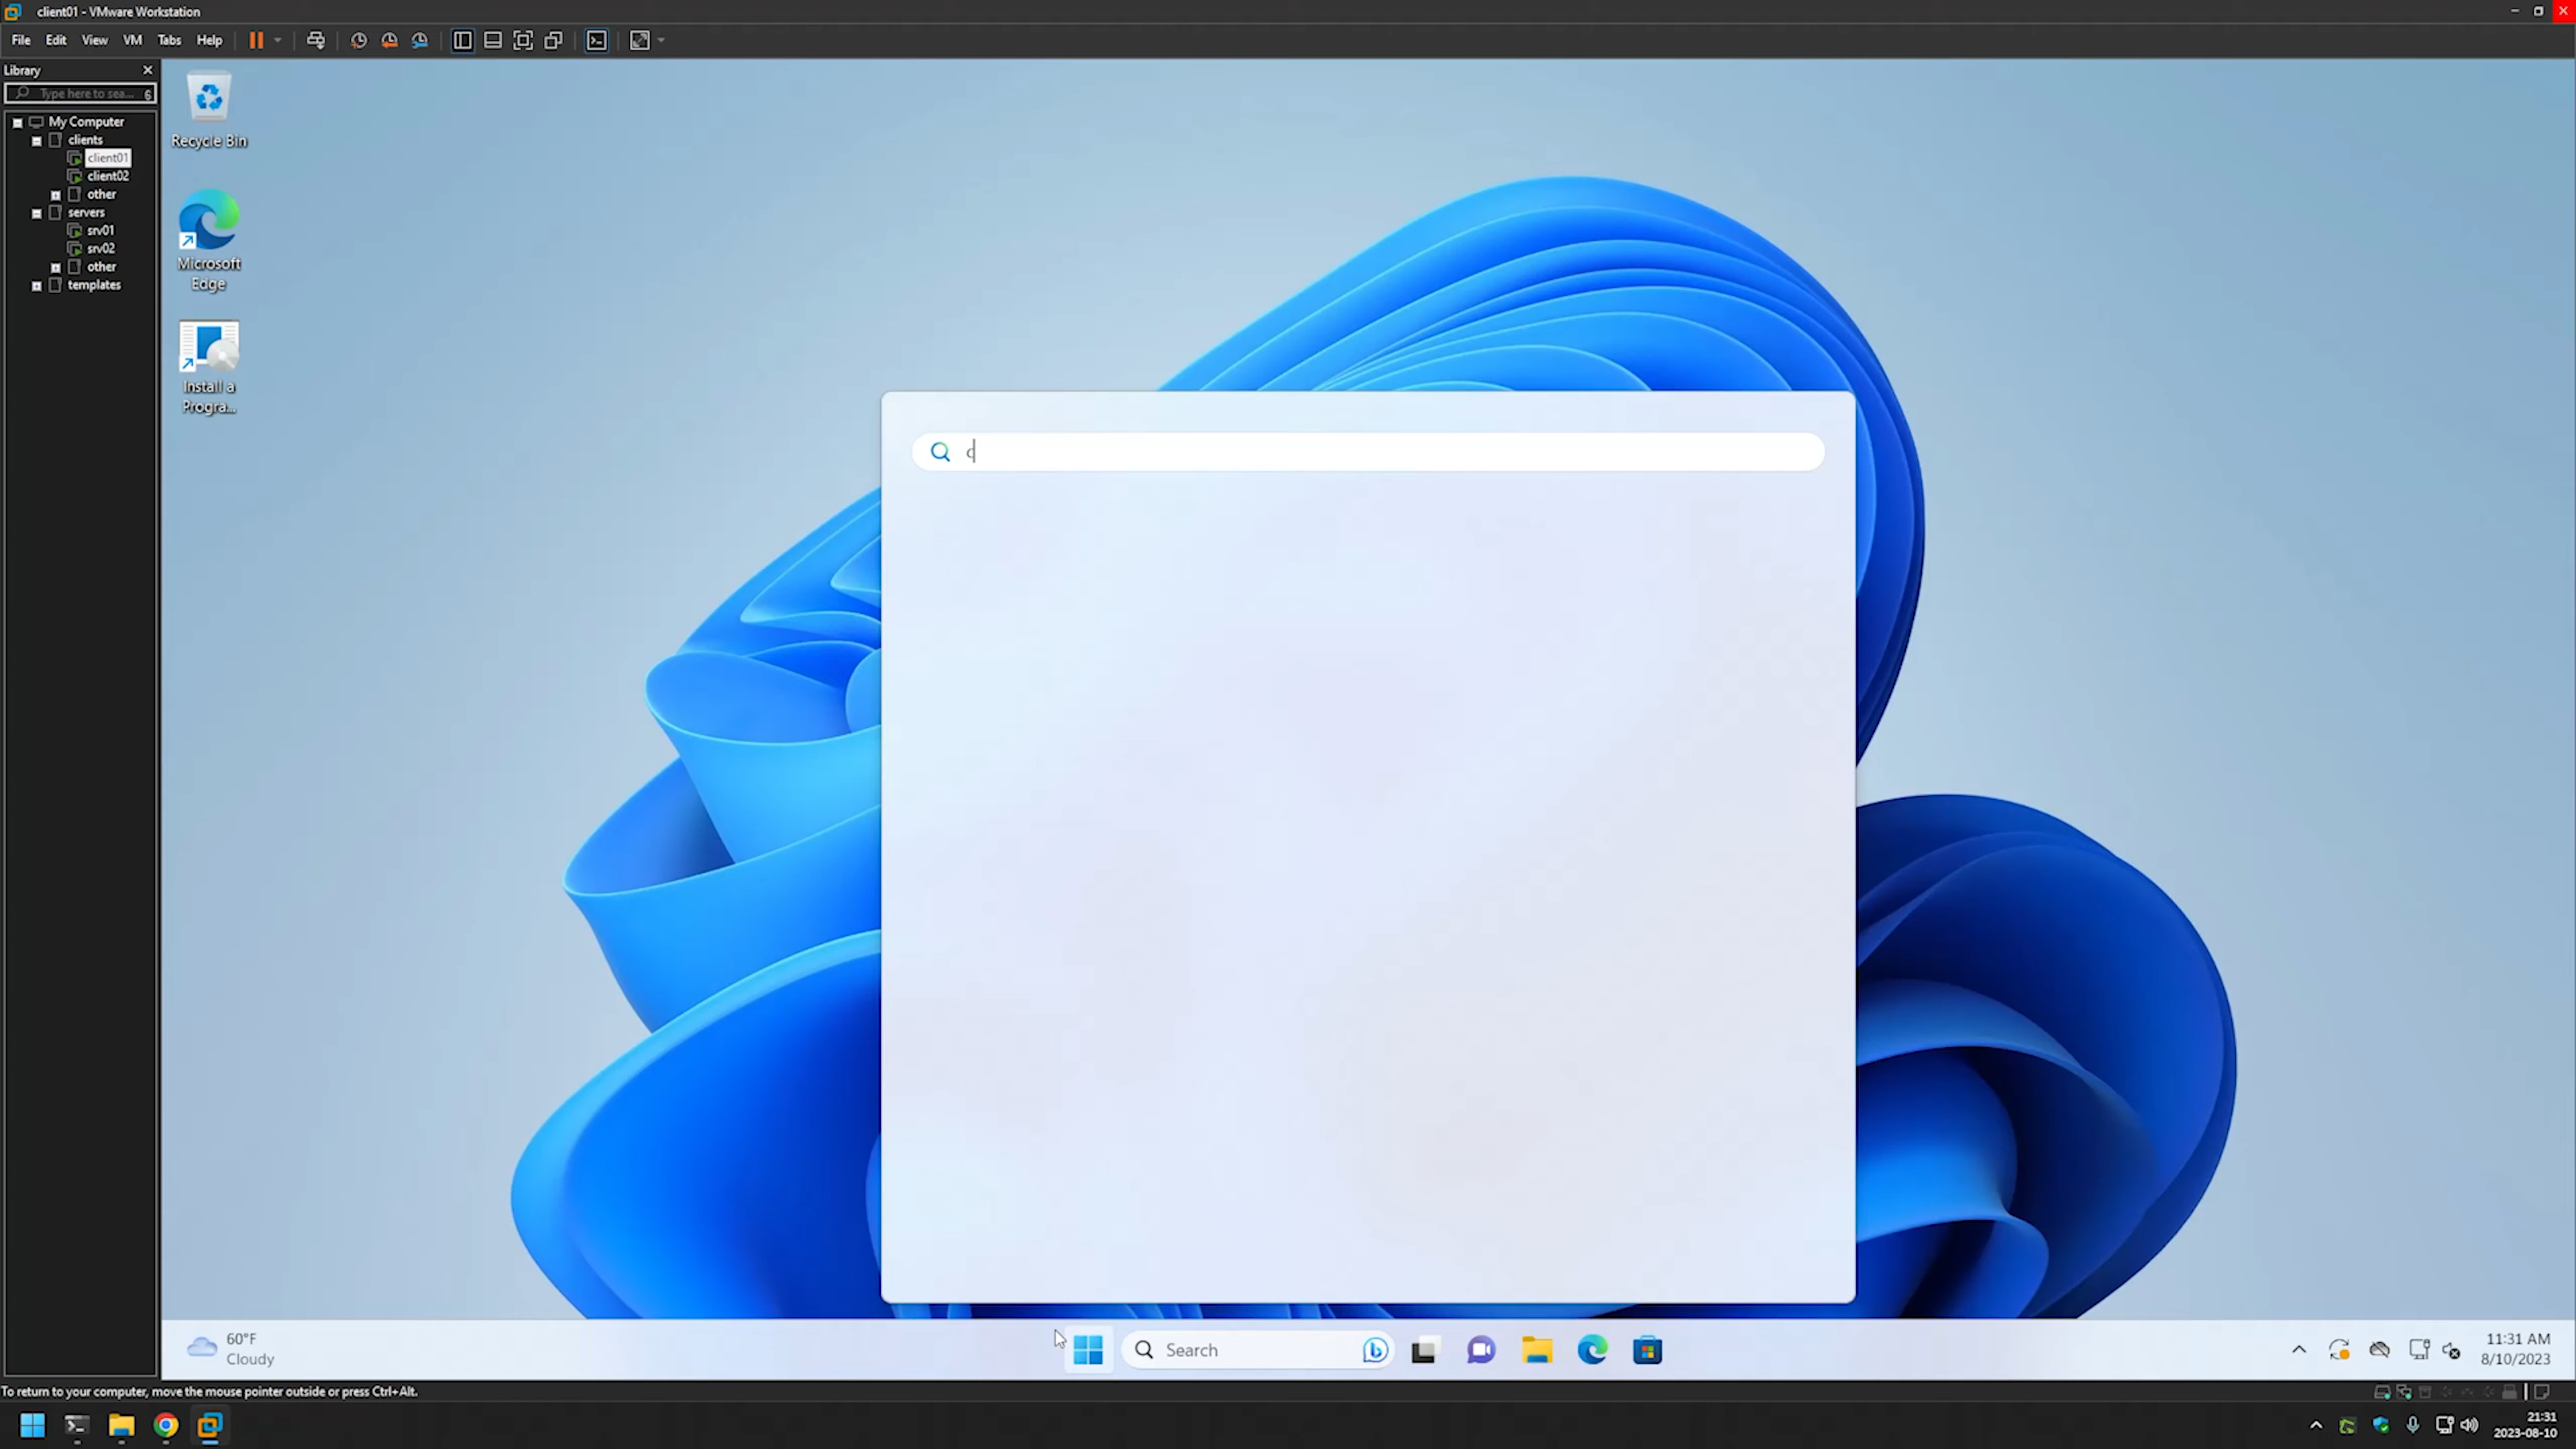 client01 - VMware Workstation
File Edit View VM Tabs Help
Library
Type here to sea... 6
My Computer
clients
client01
client02
other
servers
srv01
srv02
other
templates
Recycle Bin
Microsoft
Edge
Install a
Progra...
c
60°F
Cloudy
Search
11:31 AM
8/10/2023
To return to your computer, move the mouse pointer outside or press Ctrl+Alt.
21:31
2023-08-10